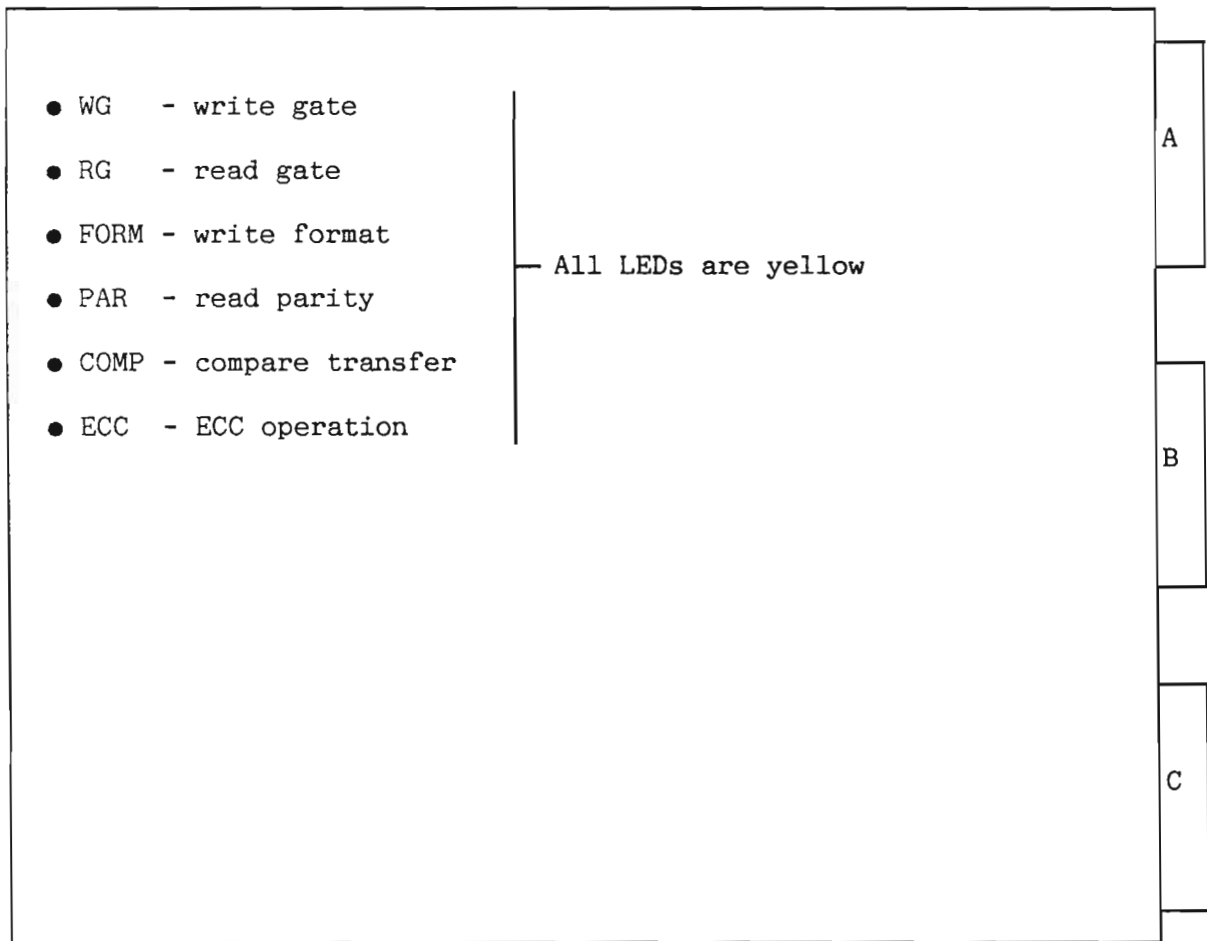 ● WG - write gate
● RG - read gate
● FORM - write format
● PAR - read parity
● COMP - compare transfer
● ECC - ECC operation
All LEDs are yellow
A
B
C